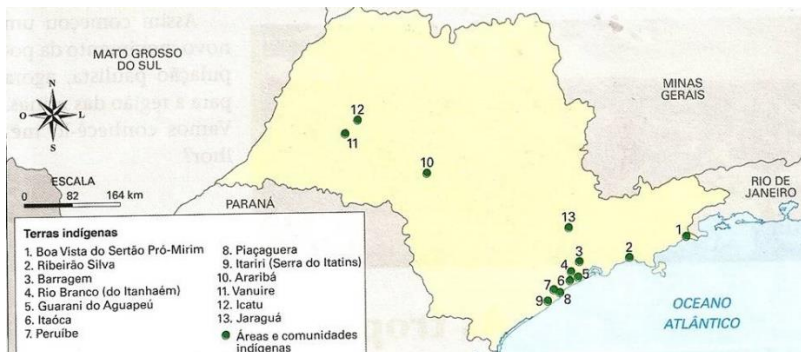 Assim começou um
MATO GROSSO
DO SUL
MINAS
GERAIS
N
O
L
S
12
11
10
ESCALA
0 82 164 km
PARANÁ
RIO DE
JANEIRO
13
1
2
3
4
5
6
7
8
9
OCEANO
ATLÂNTICO
Terras indígenas
1. Boa Vista do Sertão Pró-Mirim
2. Ribeirão Silva
3. Barragem
4. Rio Branco (do Itanhaém)
5. Guarani do Aguapeú
6. Itaóca
7. Peruíbe
8. Piaçaguera
9. Itariri (Serra do Itatins)
10. Araribá
11. Vanuire
12. Icatu
13. Jaraguá
Áreas e comunidades
indígenas